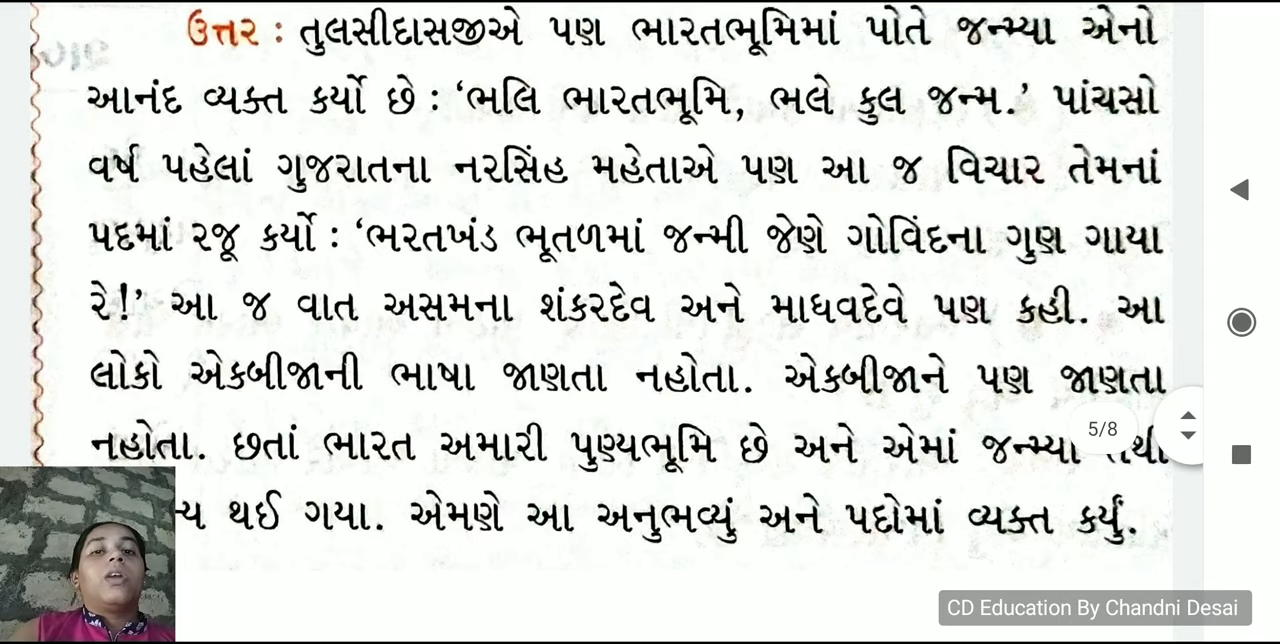 ઉત્તર : તુલસીદાસજીએ પણ ભારતભૂમિમાં પોતે જન્મ્યા એનો
આનંદ વ્યક્ત કર્યો છે : ‘ભલિ ભારતભૂમિ, ભલે કુલ જન્મ.’ પાંચસો
વર્ષ પહેલાં ગુજરાતના નરસિંહ મહેતાએ પણ આ જ વિચાર તેમનાં
પદમાં રજૂ કર્યો : ‘ભરતખંડ ભૂતળમાં જન્મી જેણે ગોવિંદના ગુણ ગાયા
રે!’ આ જ વાત અસમના શંકરદેવ અને માધવદેવે પણ કહી. આ
લોકો એકબીજાની ભાષા જાણતા નહોતા. એકબીજાને પણ જાણતા
નહોતા. છતાં ભારત અમારી પુણ્યભૂમિ છે અને એમાં જન્મ્યા
થઈ ગયા. એમણે આ અનુભવ્યું અને પદોમાં વ્યક્ત કર્યું.
5/8
CD Education By Chandni Desai